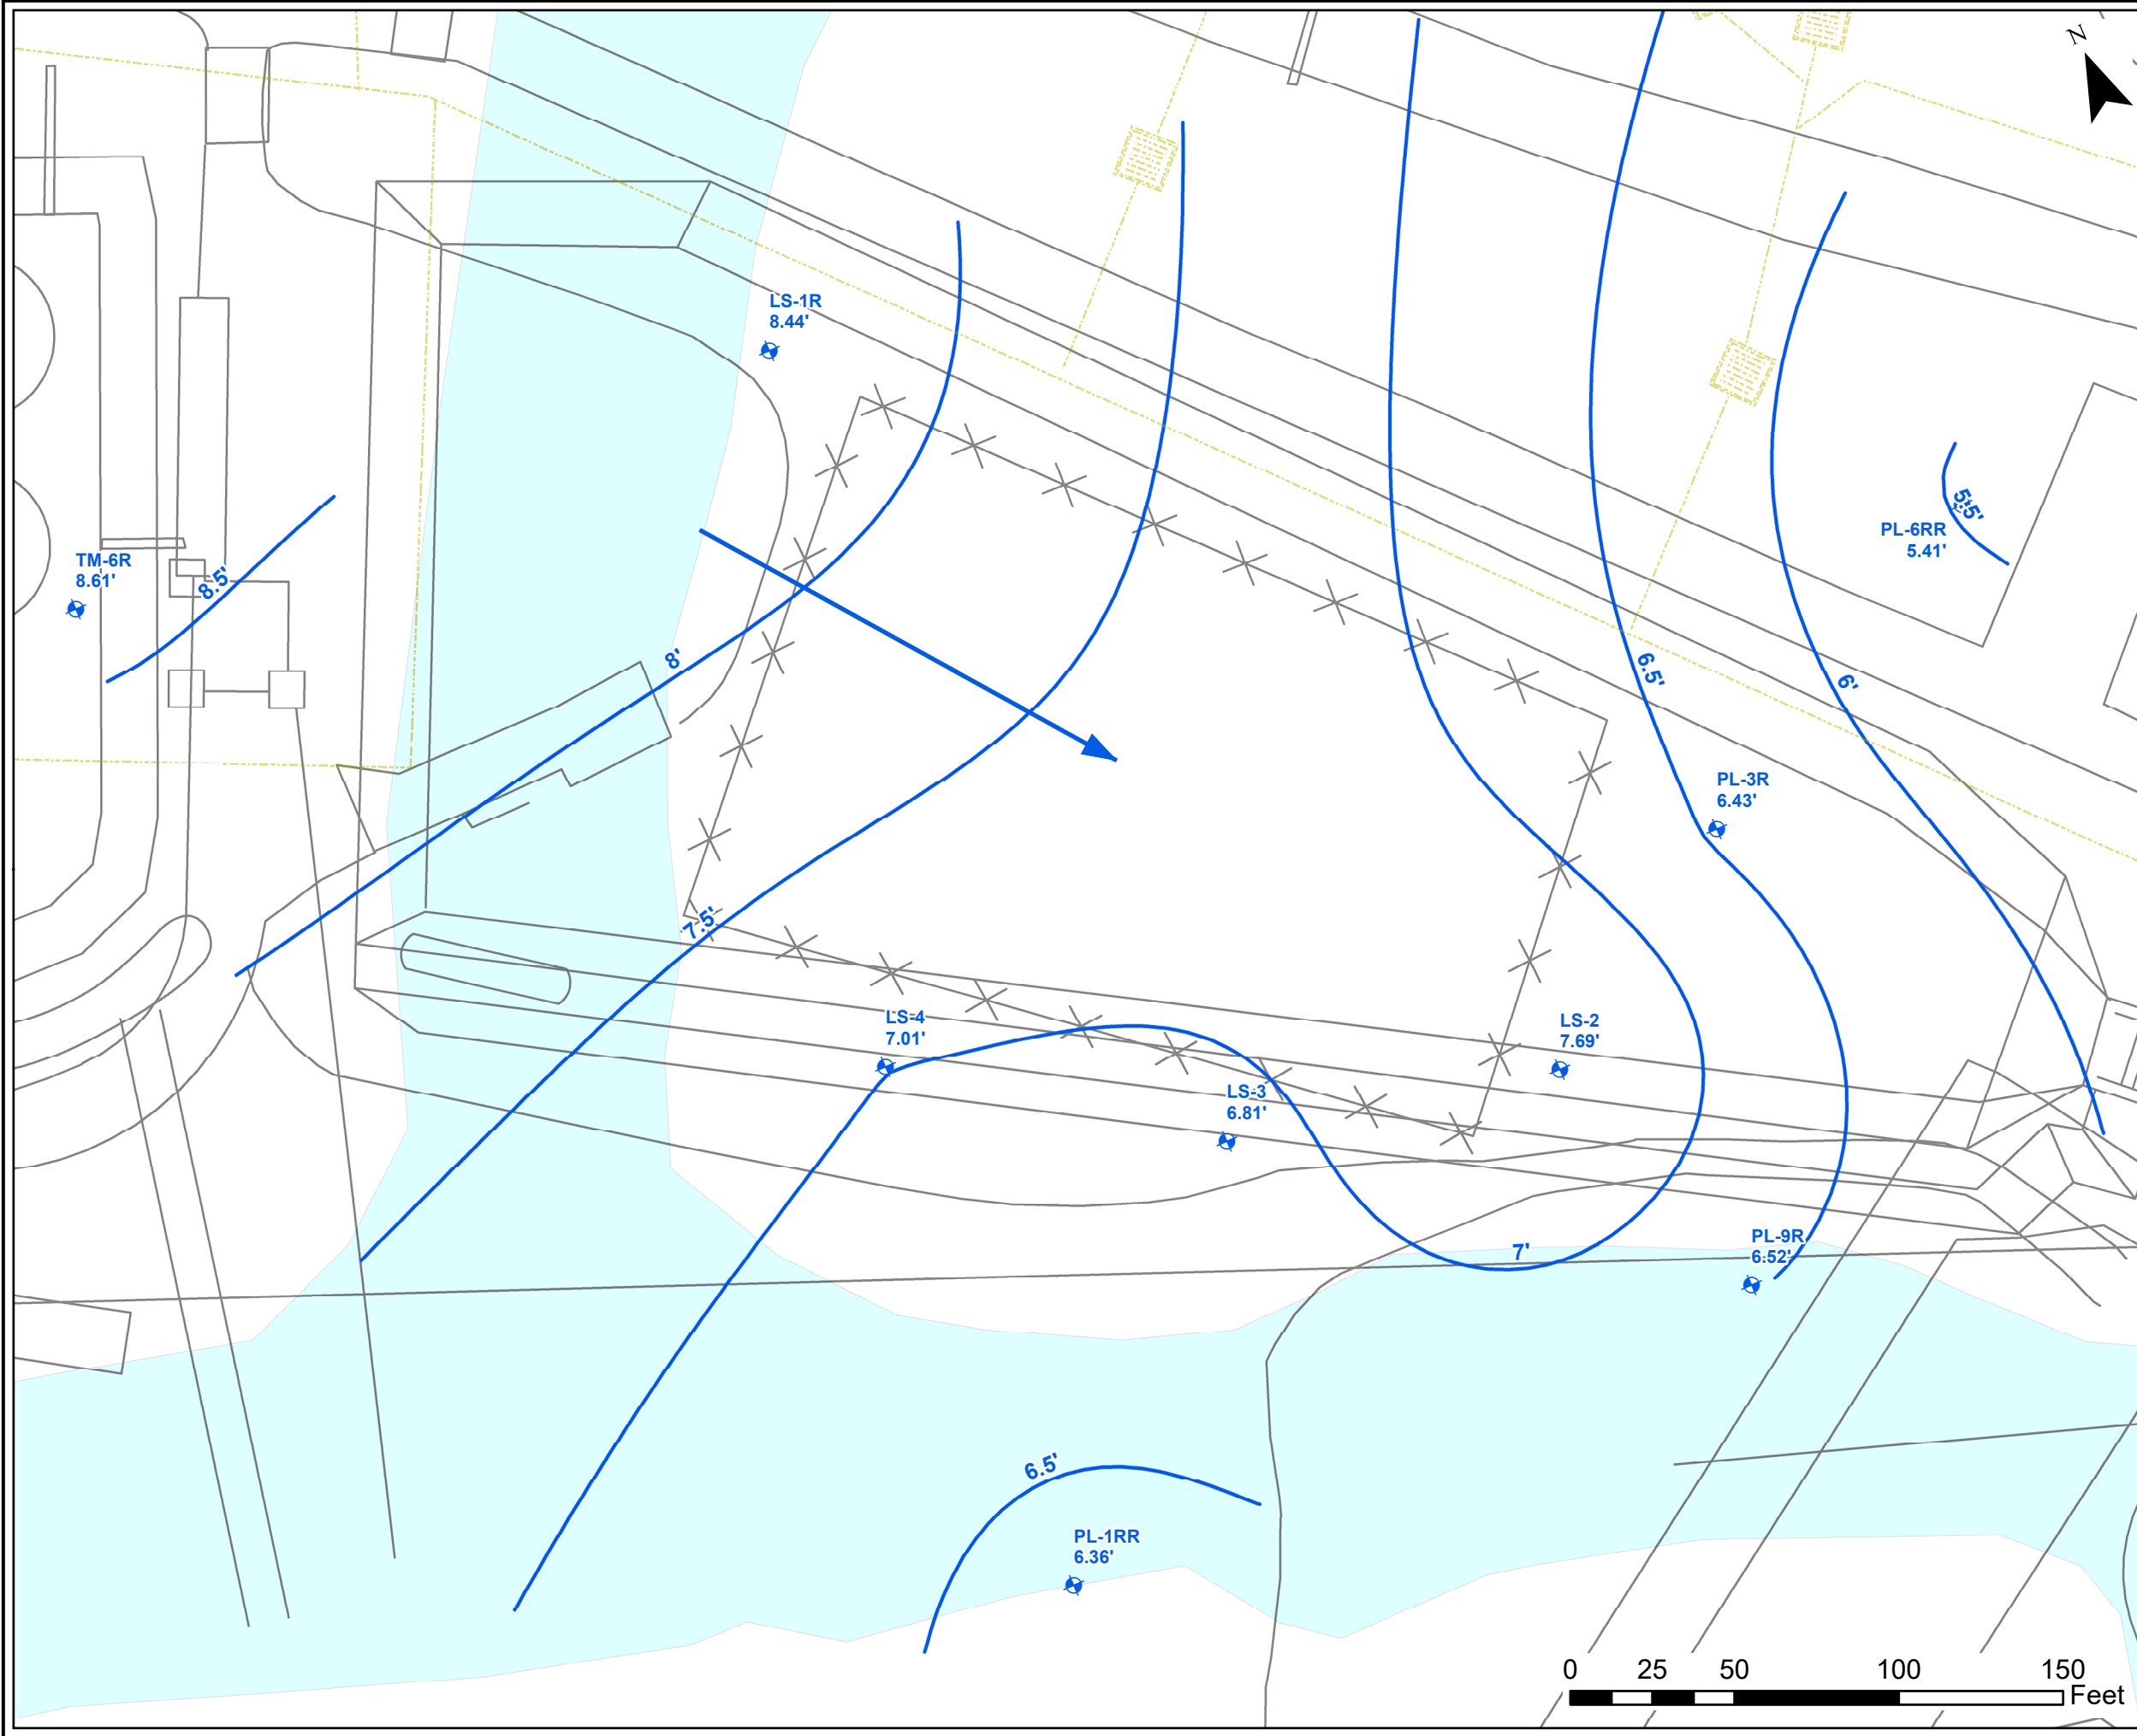 N
LS-1R
8.44'
5.5'
PL-6RR
5.41'
TM-6R
8.61'
8.5'
8'
6.5'
6'
PL-3R
6.43'
7.5'
LS-4
7.01'
LS-2
7.69'
LS-3
6.81'
7'
PL-9R
6.52'
6.5'
PL-1RR
6.36'
0 25 50 100 150
Feet